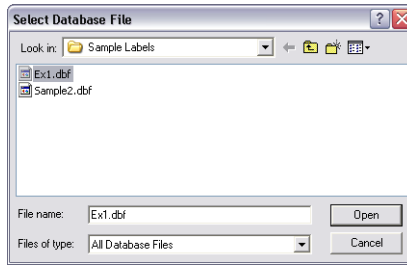 Select Database File
Look in: Sample Labels
Ex1.dbf
Sample2.dbf
File name: Ex1.dbf Open
Files of type: All Database Files Cancel